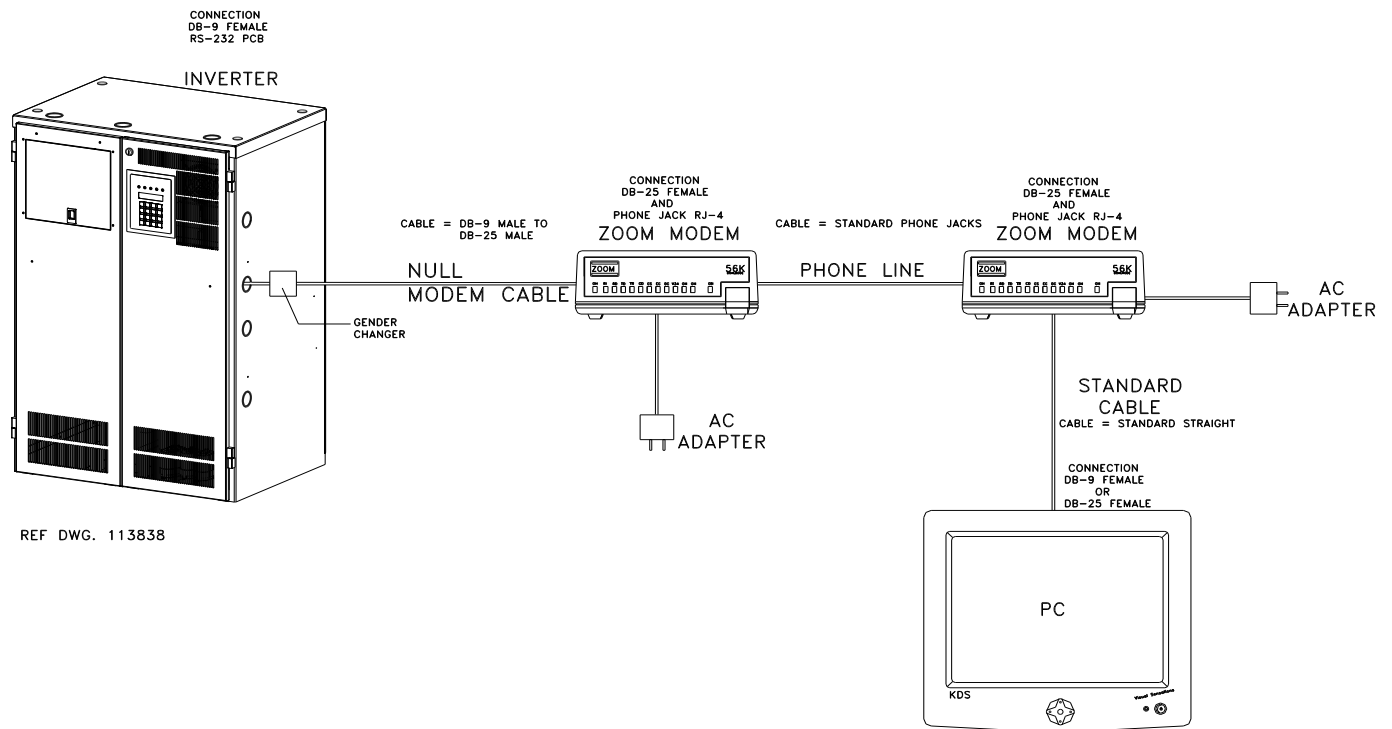 CONNECTION
DB-9 FEMALE
RS-232 PCB
INVERTER
CABLE = DB-9 MALE TO
DB-25 MALE
NULL
MODEM CABLE
GENDER
CHANGER
CONNECTION
DB-25 FEMALE
AND
PHONE JACK RJ-4
ZOOM MODEM
ZOOM
56K
CABLE = STANDARD PHONE JACKS
PHONE LINE
CONNECTION
DB-25 FEMALE
AND
PHONE JACK RJ-4
ZOOM MODEM
ZOOM
56K
AC
ADAPTER
AC
ADAPTER
STANDARD
CABLE
CABLE = STANDARD STRAIGHT
CONNECTION
DB-9 FEMALE
OR
DB-25 FEMALE
PC
KDS
Visual Sensations
REF DWG. 113838